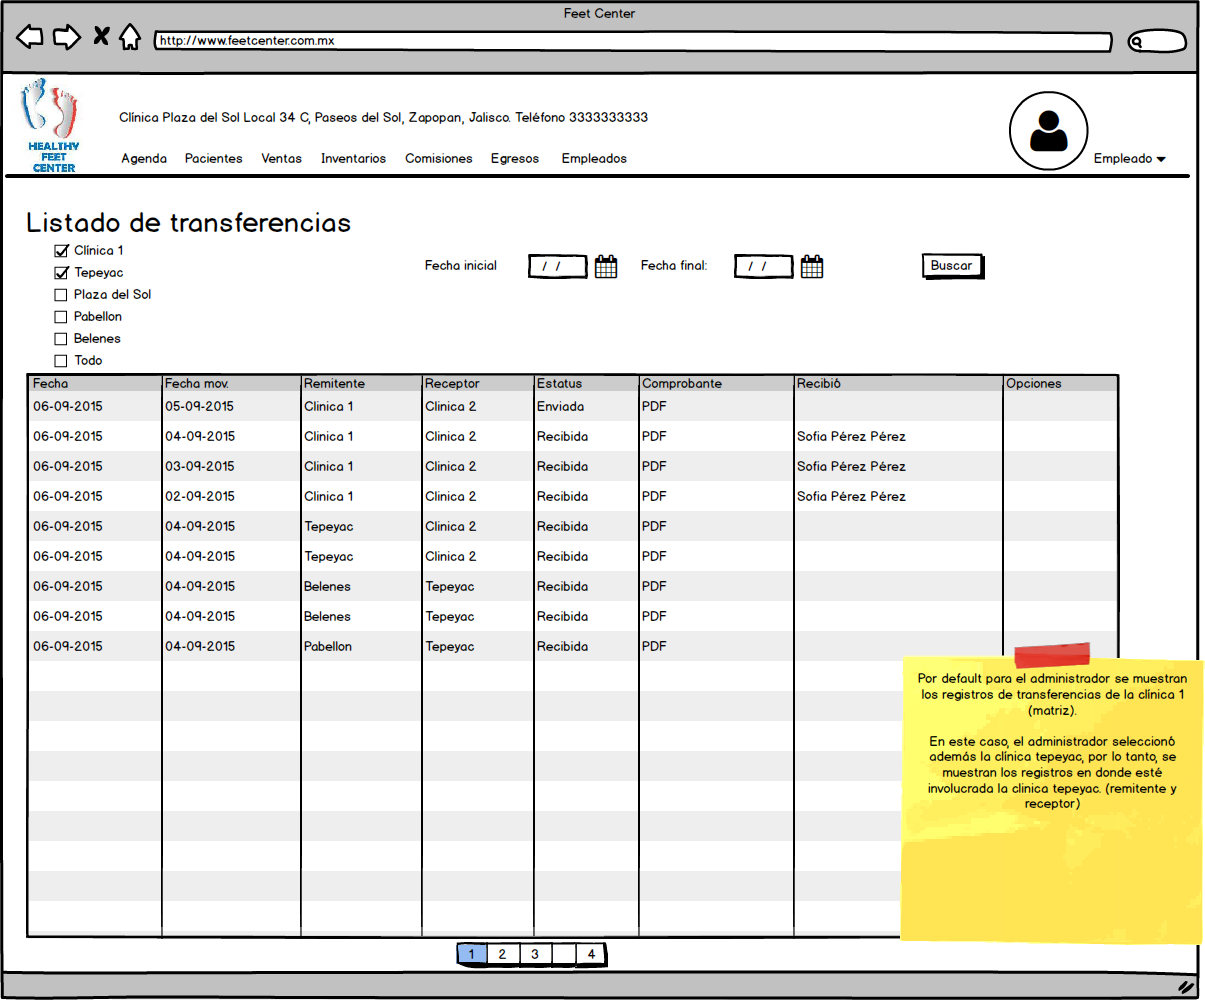 Feet Center
http://www.feetcenter.com.mx
HEALTHY
FEET
CENTER
Clínica Plaza del Sol Local 34 C, Paseos del Sol, Zapopan, Jalisco. Teléfono 3333333333
Agenda Pacientes Ventas Inventarios Comisiones Egresos Empleados
Empleado
Listado de transferencias
Clínica 1
Tepeyac
Plaza del Sol
Pabellon
Belenes
Todo
Fecha inicial / / Fecha final: / / Buscar
Fecha Fecha mov. Remitente Receptor Estatus Comprobante Recibió Opciones
06-09-2015 05-09-2015 Clinica 1 Clinica 2 Enviada PDF
06-09-2015 04-09-2015 Clinica 1 Clinica 2 Recibida PDF Sofia Pérez Pérez
06-09-2015 03-09-2015 Clinica 1 Clinica 2 Recibida PDF Sofia Pérez Pérez
06-09-2015 02-09-2015 Clinica 1 Clinica 2 Recibida PDF Sofia Pérez Pérez
06-09-2015 04-09-2015 Tepeyac Clinica 2 Recibida PDF
06-09-2015 04-09-2015 Tepeyac Clinica 2 Recibida PDF
06-09-2015 04-09-2015 Belenes Tepeyac Recibida PDF
06-09-2015 04-09-2015 Belenes Tepeyac Recibida PDF
06-09-2015 04-09-2015 Pabellon Tepeyac Recibida PDF
Por default para el administrador se muestran
los registros de transferencias de la clínica 1
(matriz).
En este caso, el administrador seleccionó
además la clínica tepeyac, por lo tanto, se
muestran los registros en donde esté
involucrada la clinica tepeyac. (remitente y
receptor)
1 2 3 4